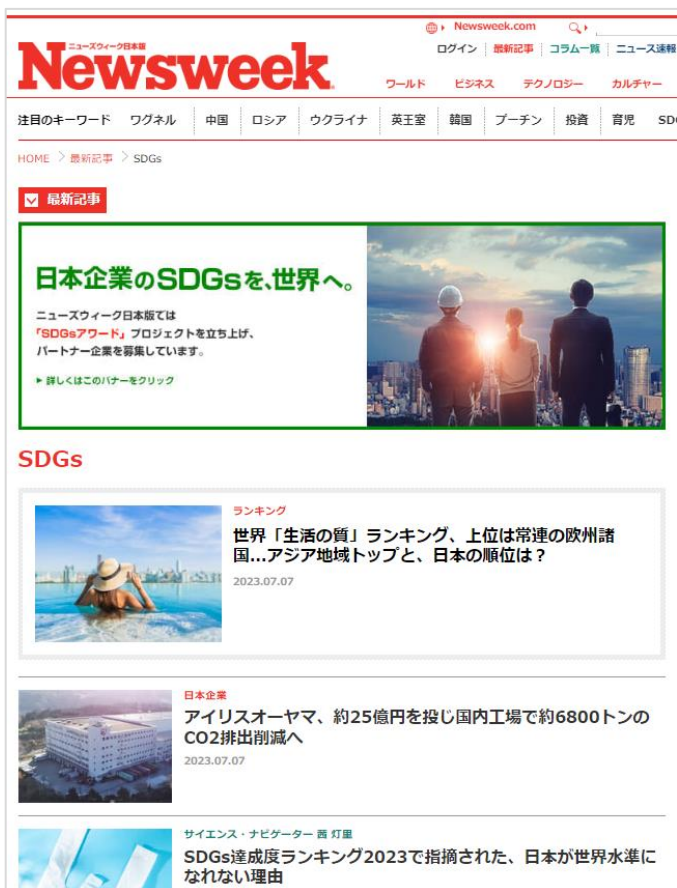 Newsweek.com
ニューズウィーク日本版
Newsweek
ログイン 最新記事 コラム一覧 ニュース速報
ワールド ビジネス テクノロジー カルチャー
注目のキーワード ワグネル 中国 ロシア ウクライナ 英王室 韓国 プーチン 投資 育児
HOME > 最新記事 > SDGs
最新記事
日本企業のSDGsを、世界へ。
ニューズウィーク日本版では
「SDGsアワード」プロジェクトを立ち上げ、
パートナー企業を募集しています。
詳しくはこのバナーをクリック
SDGs
ランキング
世界「生活の質」ランキング、上位は常連の欧州諸
国...アジア地域トップと、日本の順位は？
2023.07.07
日本企業
アイリスオーヤマ、約25億円を投じ国内工場で約6800トンの
CO2排出削減へ
2023.07.07
サイエンス・ナビゲーター 茜 灯里
SDGs達成度ランキング2023で指摘された、日本が世界水準に
なれない理由